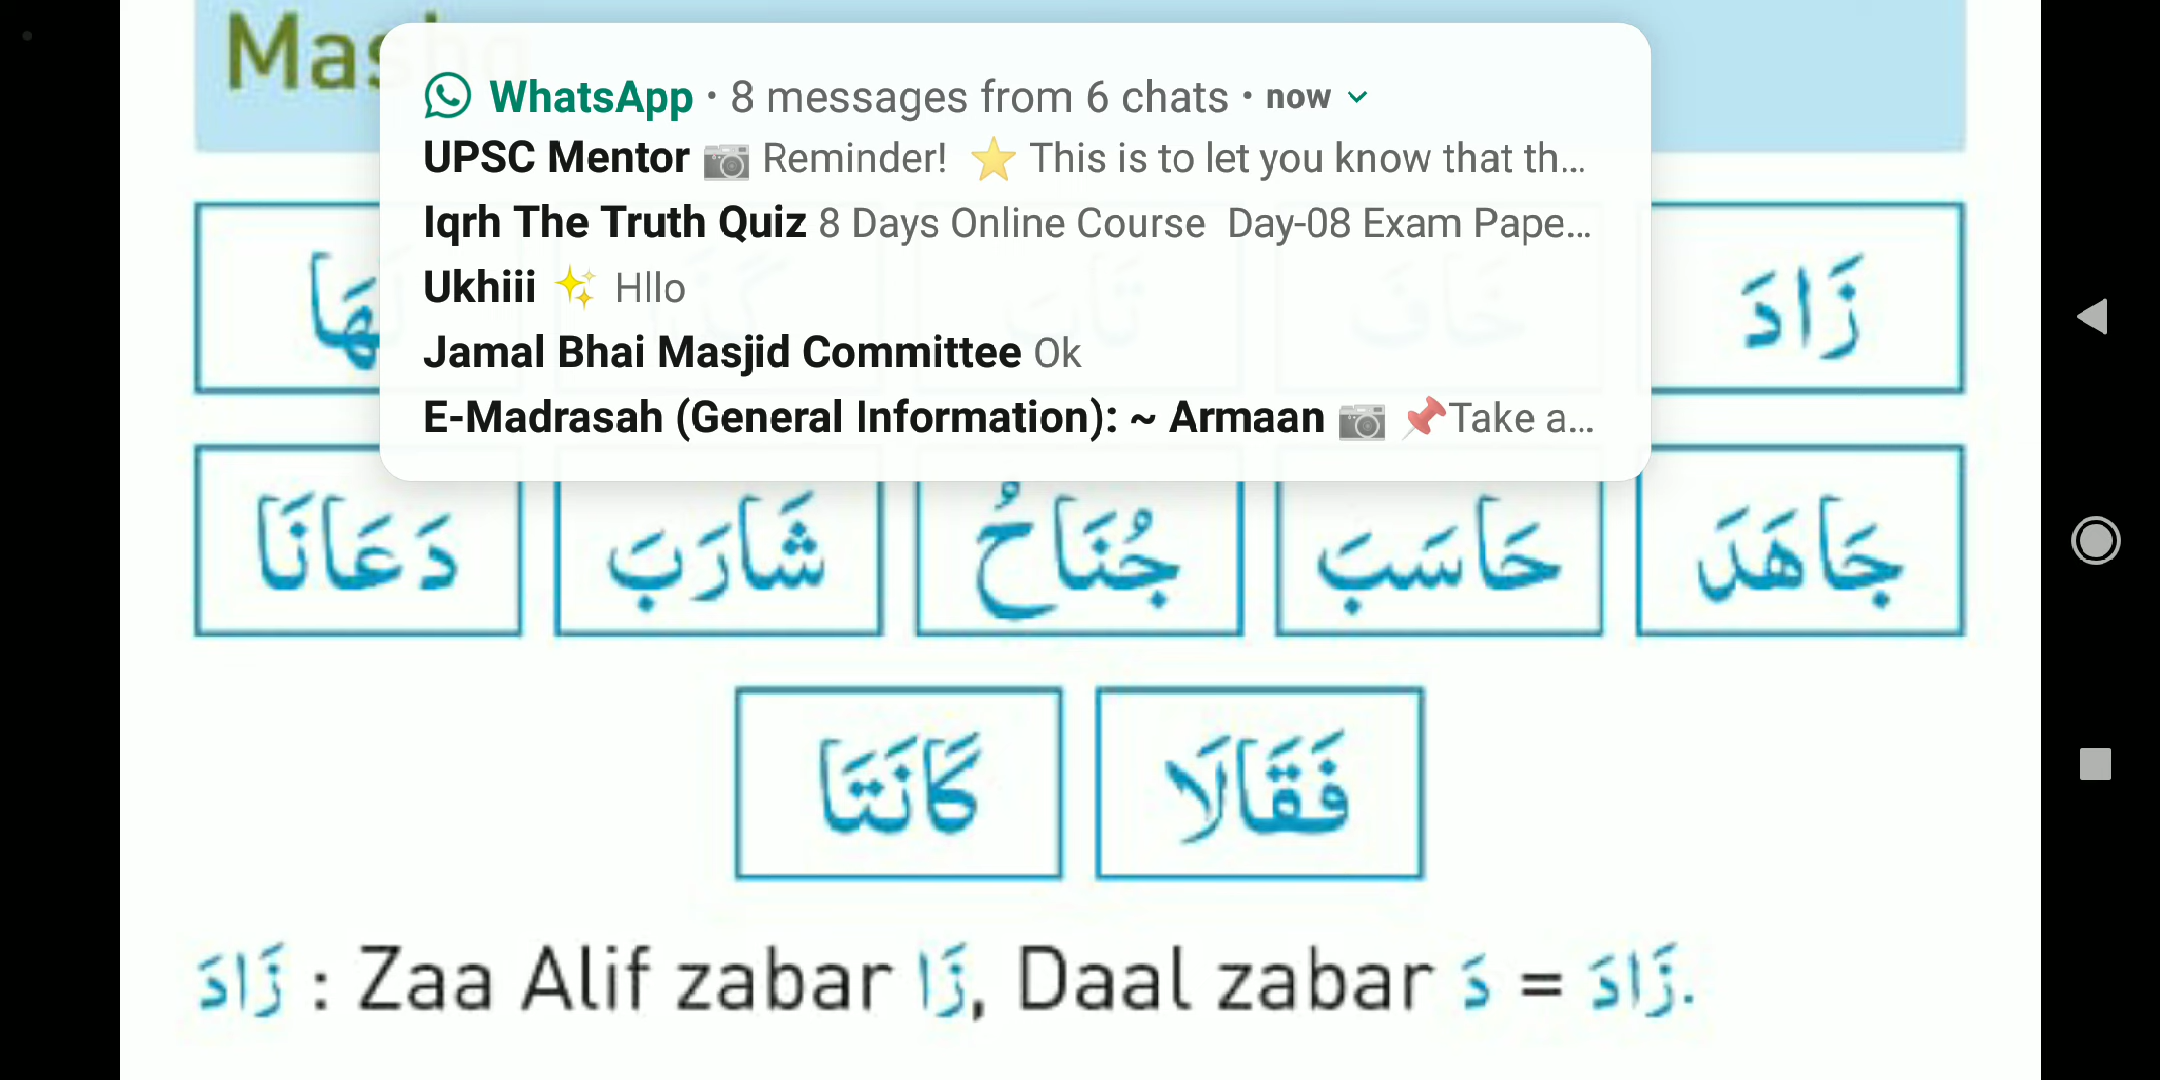 Mashq
WhatsApp · 8 messages from 6 chats · now
UPSC Mentor 📷 Reminder! ⭐ This is to let you know that th...
Iqrh The Truth Quiz 8 Days Online Course Day-08 Exam Pape...
Ukhiii ✨ Hllo
Jamal Bhai Masjid Committee Ok
E-Madrasah (General Information): ~ Armaan 📷 📌Take a...
زَادَ خَافَ تَابَ لَهَا
جَاهَدَ حَاسَبَ جُنَاحُ شَارَبَ دَعَانَا
فَقَالَا كَانَتَا
زَادَ : Zaa Alif zabar زَا, Daal zabar دَ = زَادَ.